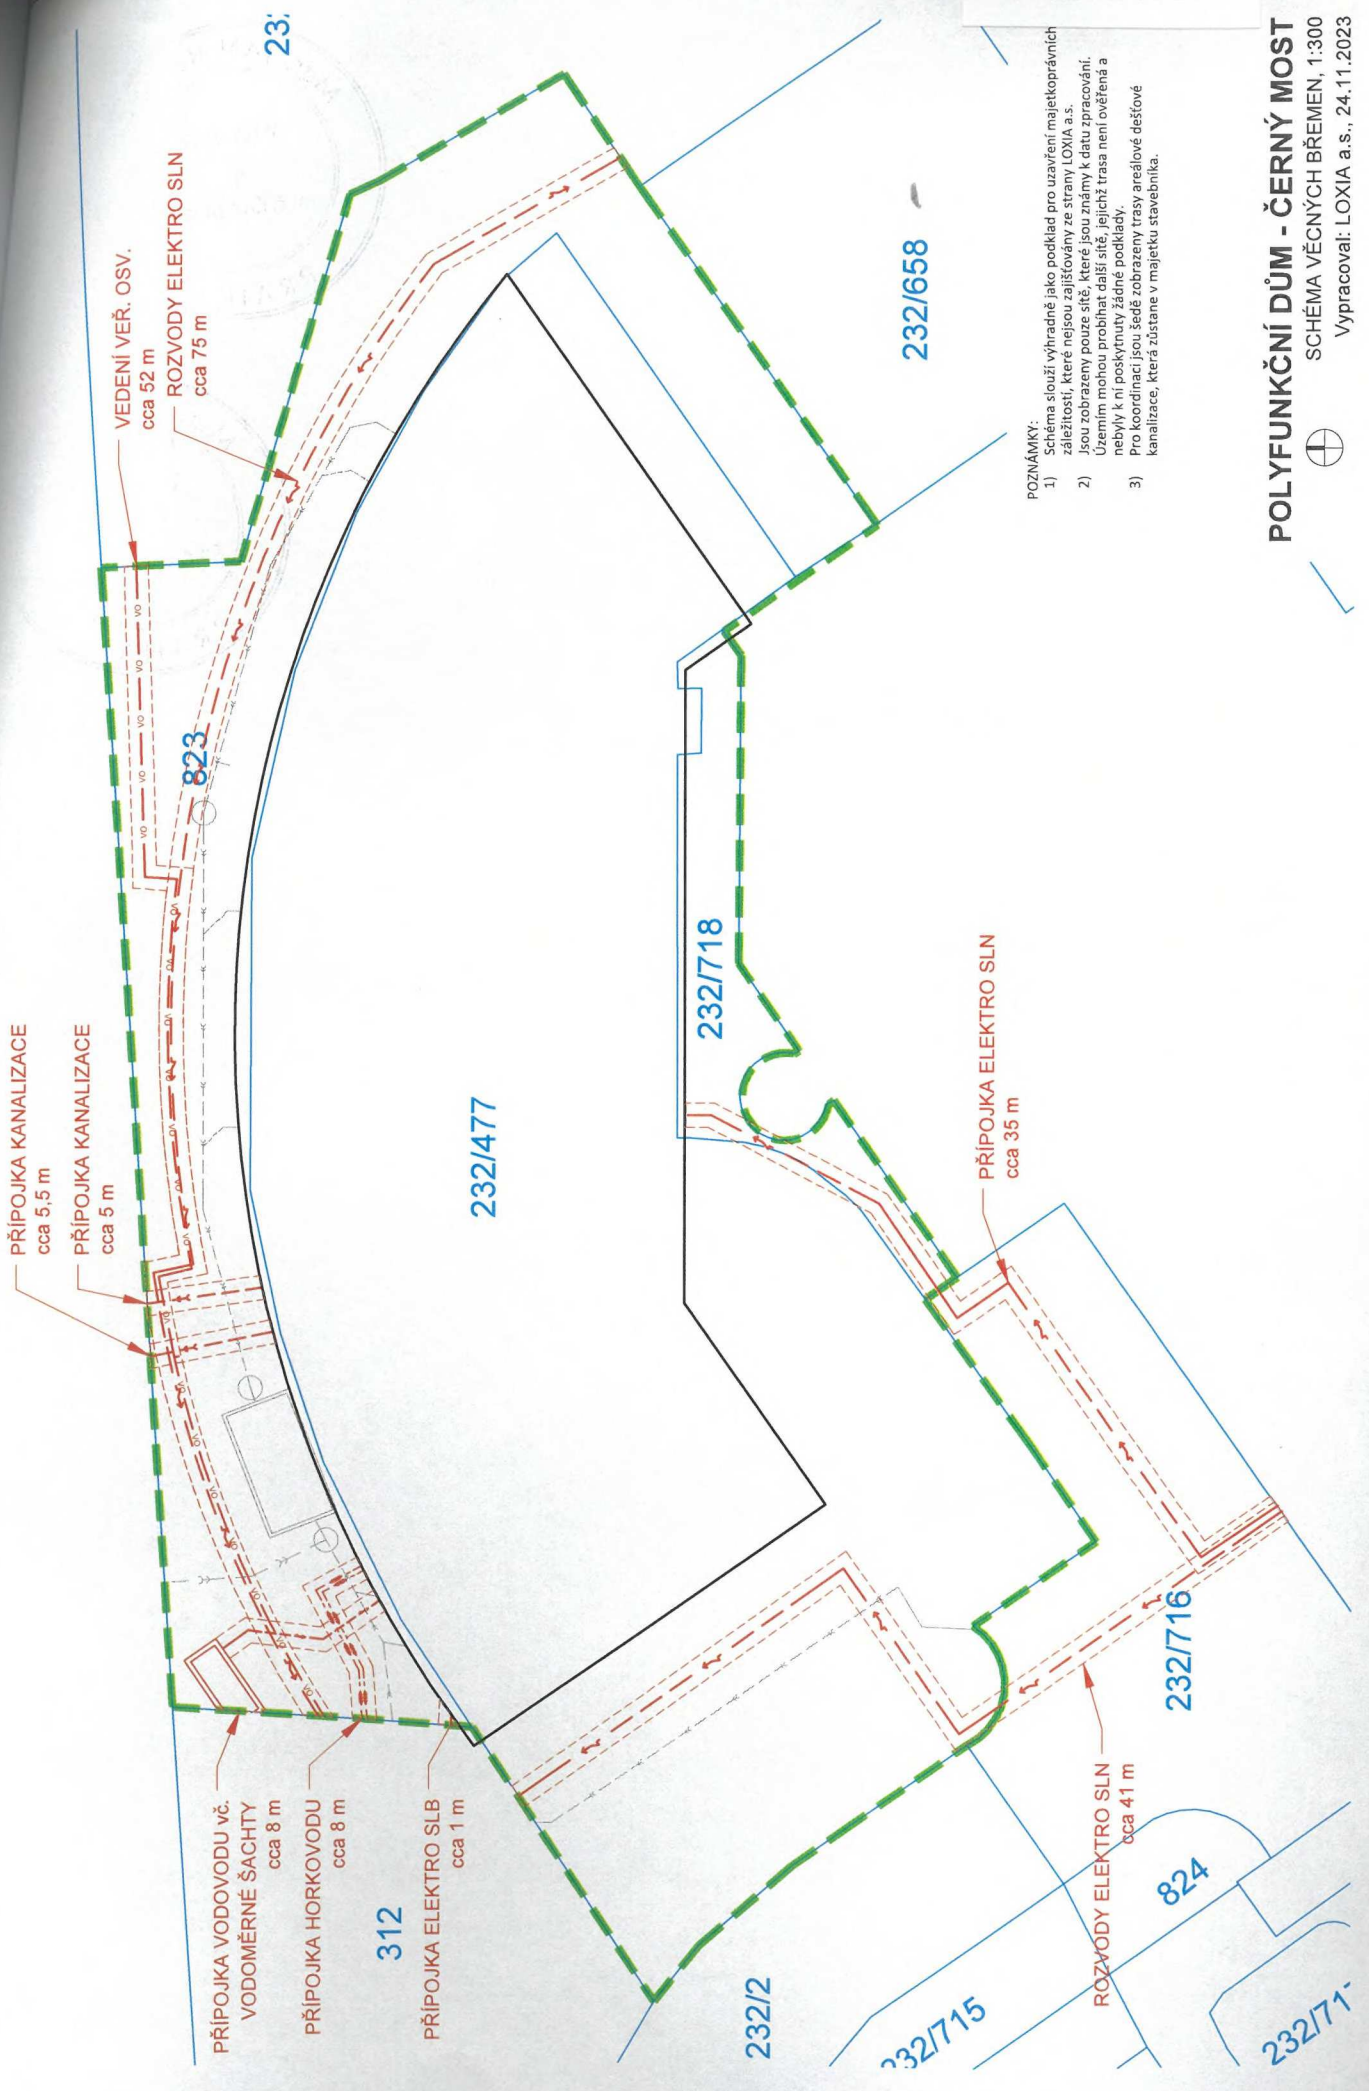 PŘÍPOJKA KANALIZACE
cca 5,5 m
PŘÍPOJKA KANALIZACE
cca 5 m
VEDENÍ VEŘ. OSV.
cca 52 m
ROZVODY ELEKTRO SLN
cca 75 m
823
232/477
232/718
232/658
PŘÍPOJKA VODOVODU vč.
VODOMĚRNÉ ŠACHTY
cca 8 m
PŘÍPOJKA HORKOVODU
cca 8 m
312
PŘÍPOJKA ELEKTRO SLB
cca 1 m
PŘÍPOJKA ELEKTRO SLN
cca 35 m
232/716
ROZVODY ELEKTRO SLN
cca 41 m
824
232/2
232/715
232/71
POZNÁMKY:
1) Schéma slouží výhradně jako podklad pro uzavření majetkoprávních
záležitostí, které nejsou zajišťovány ze strany LOXIA a.s.
2) Jsou zobrazeny pouze sítě, které jsou známy k datu zpracování.
Územím mohou probíhat další sítě, jejichž trasa není ověřená a
nebyly k ní poskytnuty žádné podklady.
3) Pro koordinaci jsou šedě zobrazeny trasy areálové dešťové
kanalizace, která zůstane v majetku stavebníka.
POLYFUNKČNÍ DŮM - ČERNÝ MOST
SCHÉMA VĚCNÝCH BŘEMEN, 1:300
Vypracoval: LOXIA a.s., 24.11.2023